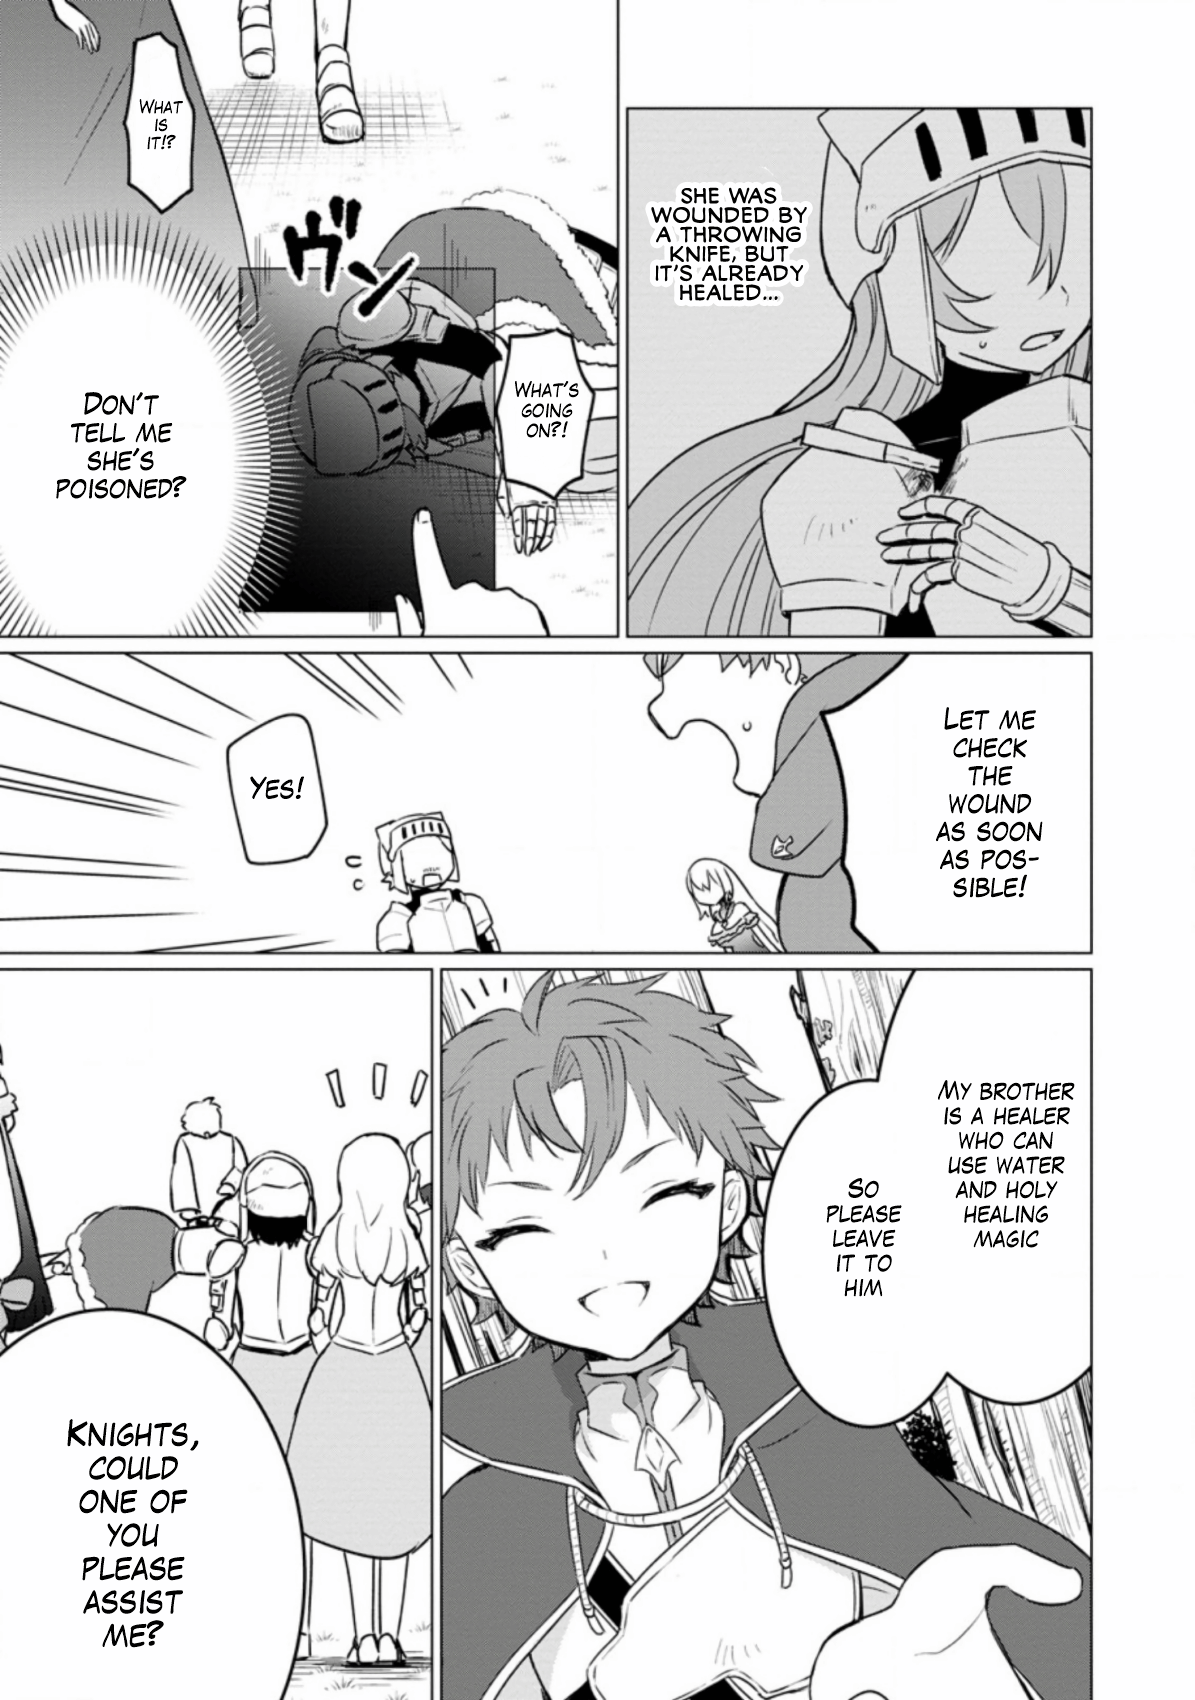 SHE WAS
WOUNDED BY
A THROWING
KNIFE, BUT
IT'S ALREADY
HEALED...
WHAT
IS
IT!?
ヴン
WHAT'S
GOING
ON?!
DON'T
TELL ME
SHE'S
POISONED?
LET ME
CHECK
THE
WOUND
AS SOON
AS POS-
SIBLE!
YES!
MY BROTHER
IS A HEALER
WHO CAN
USE WATER
AND HOLY
HEALING
MAGIC
SO
PLEASE
LEAVE
IT TO
HIM
KNIGHTS,
COULD
ONE OF
YOU
PLEASE
ASSIST
ME?